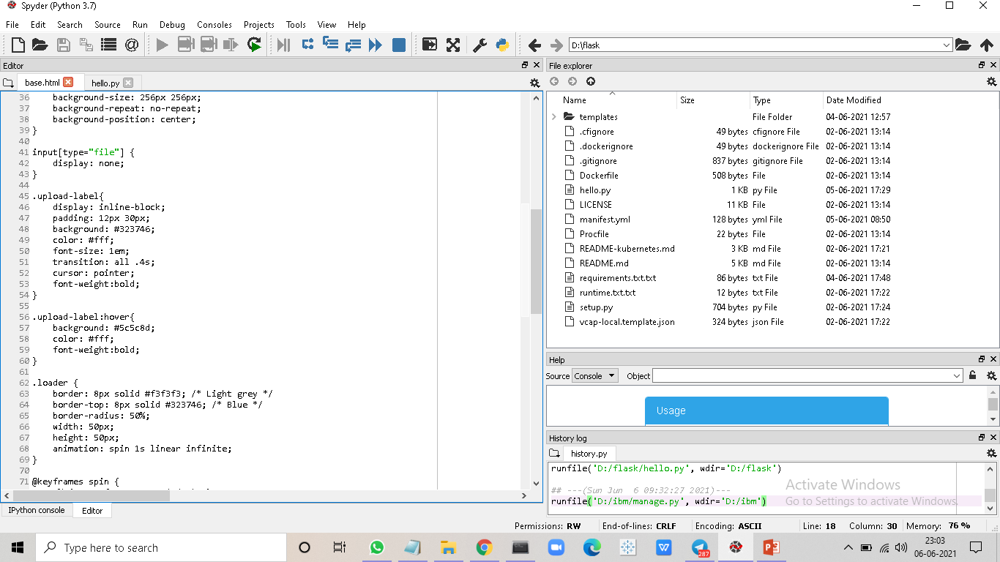 Spyder (Python 3.7)
File Edit Search Source Run Debug Consoles Projects Tools View Help
D:\flask
Editor
base.html hello.py
36 background-size: 256px 256px;
37 background-repeat: no-repeat;
38 background-position: center;
39 }
40
41 input[type="file"] {
42 display: none;
43 }
44
45 .upload-label{
46 display: inline-block;
47 padding: 12px 30px;
48 background: #323746;
49 color: #fff;
50 font-size: 1em;
51 transition: all .4s;
52 cursor: pointer;
53 font-weight:bold;
54 }
55
56 .upload-label:hover{
57 background: #5c5c8d;
58 color: #fff;
59 font-weight:bold;
60 }
61
62 .loader {
63 border: 8px solid #f3f3f3; /* Light grey */
64 border-top: 8px solid #323746; /* Blue */
65 border-radius: 50%;
66 width: 50px;
67 height: 50px;
68 animation: spin 1s linear infinite;
69 }
70
71 @keyframes spin {
IPython console Editor
File explorer
Name Size Type Date Modified
templates File Folder 04-06-2021 12:57
.cfignore 49 bytes cfignore File 02-06-2021 13:14
.dockerignore 49 bytes dockerignore File 02-06-2021 13:14
.gitignore 837 bytes gitignore File 02-06-2021 13:14
Dockerfile 508 bytes File 02-06-2021 13:14
hello.py 1 KB py File 05-06-2021 17:29
LICENSE 11 KB File 02-06-2021 13:14
manifest.yml 128 bytes yml File 05-06-2021 08:50
Procfile 22 bytes File 02-06-2021 13:14
README-kubernetes.md 3 KB md File 02-06-2021 17:21
README.md 5 KB md File 02-06-2021 13:14
requirements.txt.txt 86 bytes txt File 04-06-2021 17:48
runtime.txt.txt 12 bytes txt File 02-06-2021 17:22
setup.py 704 bytes py File 02-06-2021 17:24
vcap-local.template.json 324 bytes json File 02-06-2021 17:22
Help
Source Console Object
Usage
History log
history.py
runfile('D:/flask/hello.py', wdir='D:/flask')
## ---(Sun Jun  6 09:32:27 2021)---
runfile('D:/ibm/manage.py', wdir='D:/ibm')
Activate Windows
Go to Settings to activate Windows.
Permissions: RW End-of-lines: CRLF Encoding: ASCII Line: 18 Column: 30 Memory: 76 %
Type here to search
287
23:03
06-06-2021